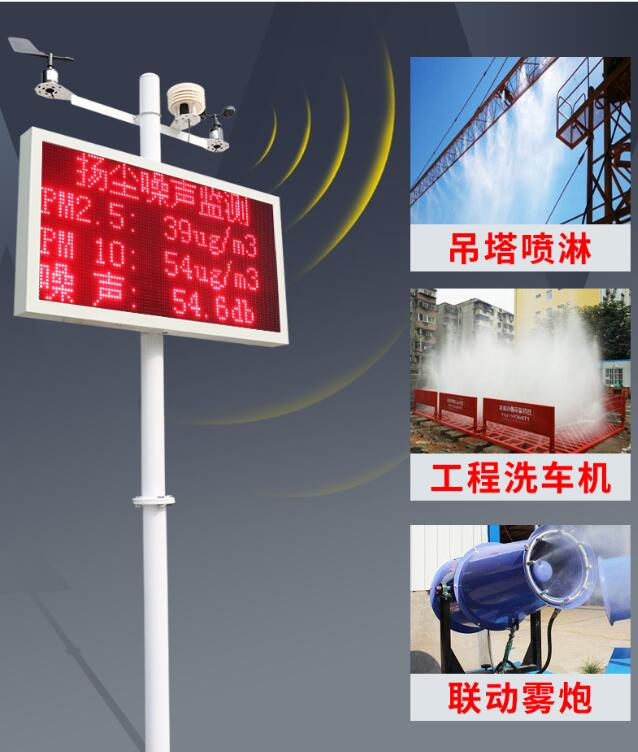 扬尘噪声监测
PM2.5: 39ug/m3
PM 10: 54ug/m3
噪 声: 54.6db
吊塔喷淋
工程洗车机
联动雾炮